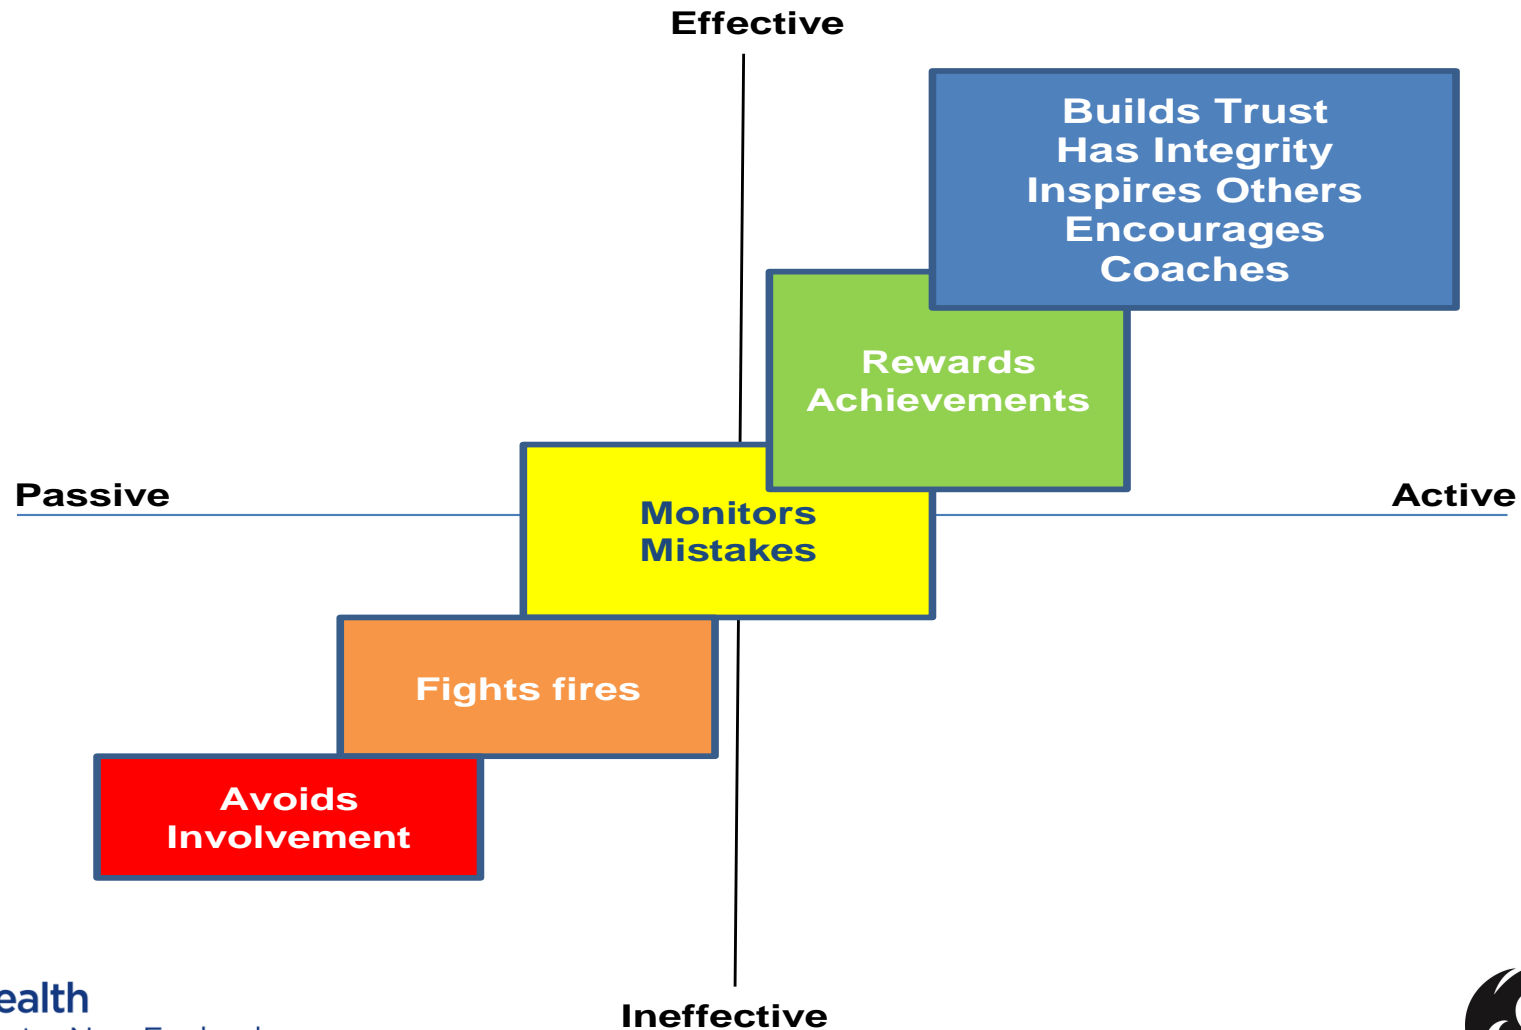 Effective
Builds Trust
Has Integrity
Inspires Others
Encourages
Coaches
Rewards
Achievements
Passive
Active
Monitors
Mistakes
Fights fires
Avoids
Involvement
ealth
Ineffective